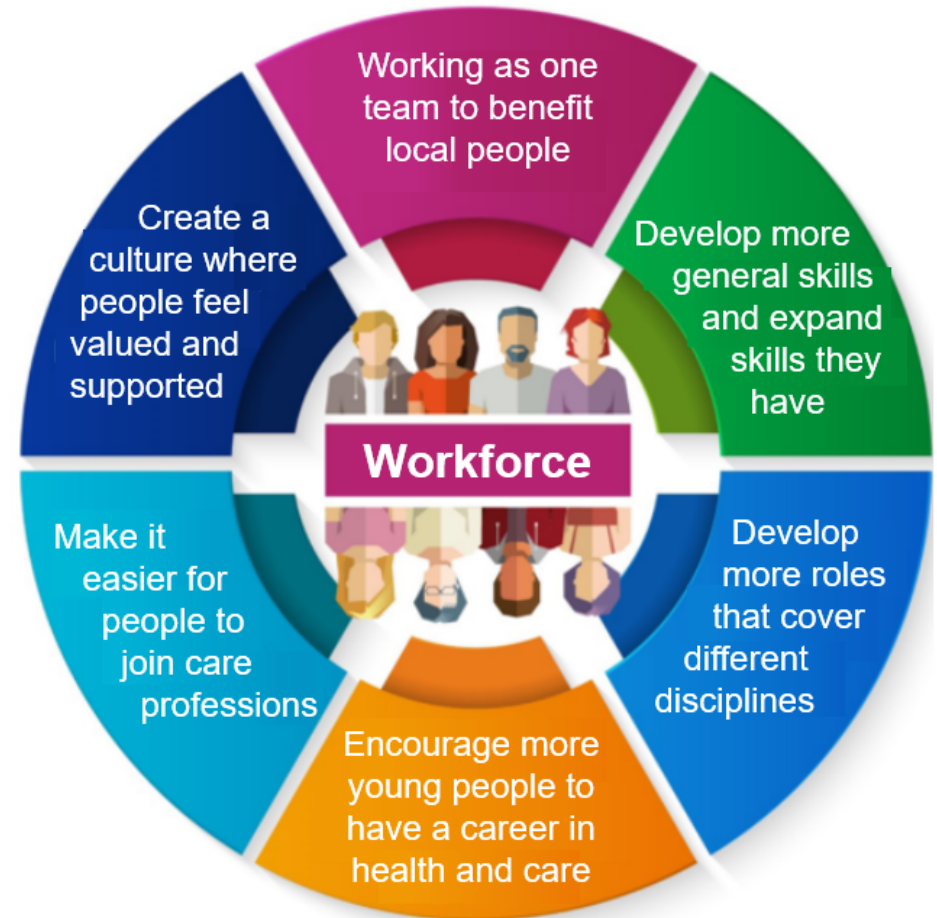 Working as one
team to benefit
local people
Develop more
general skills
and expand
skills they
have
Develop
more roles
that cover
different
disciplines
Encourage more
young people to
have a career in
health and care
Make it
easier for
people to
join care
professions
Create a
culture where
people feel
valued and
supported
Workforce